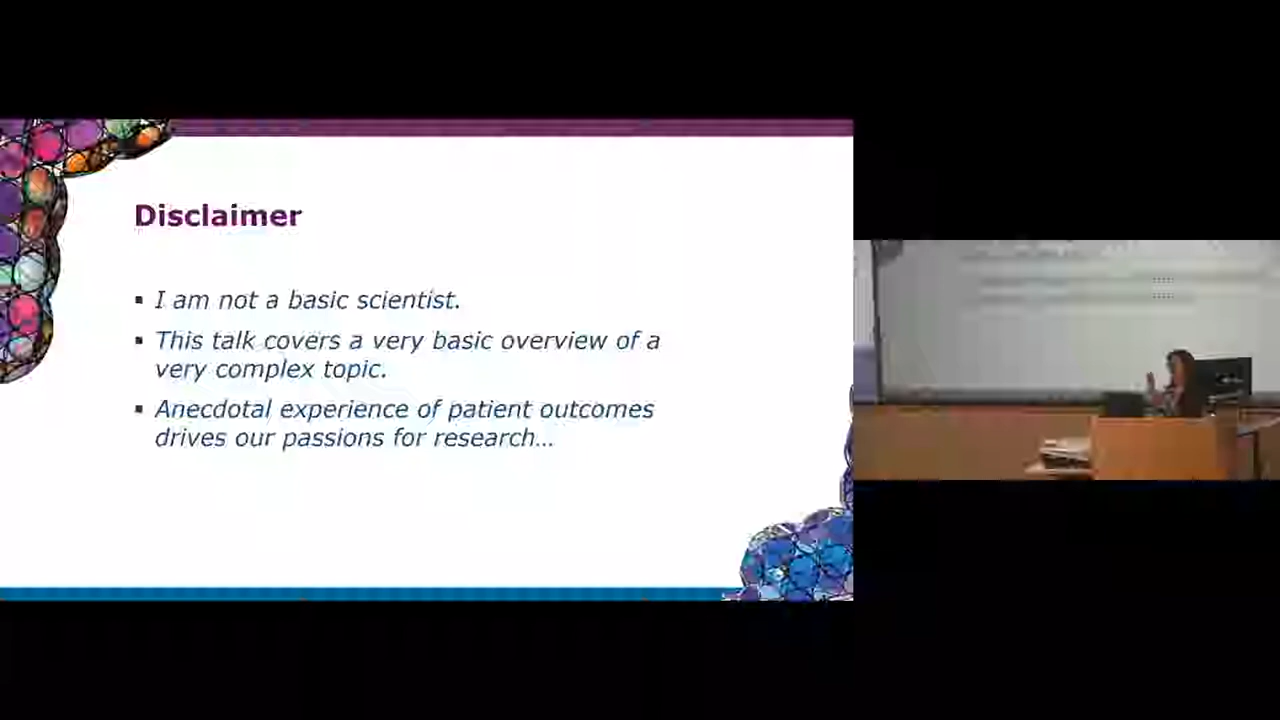 Disclaimer
▪ I am not a basic scientist.
▪ This talk covers a very basic overview of a
very complex topic.
▪ Anecdotal experience of patient outcomes
drives our passions for research…